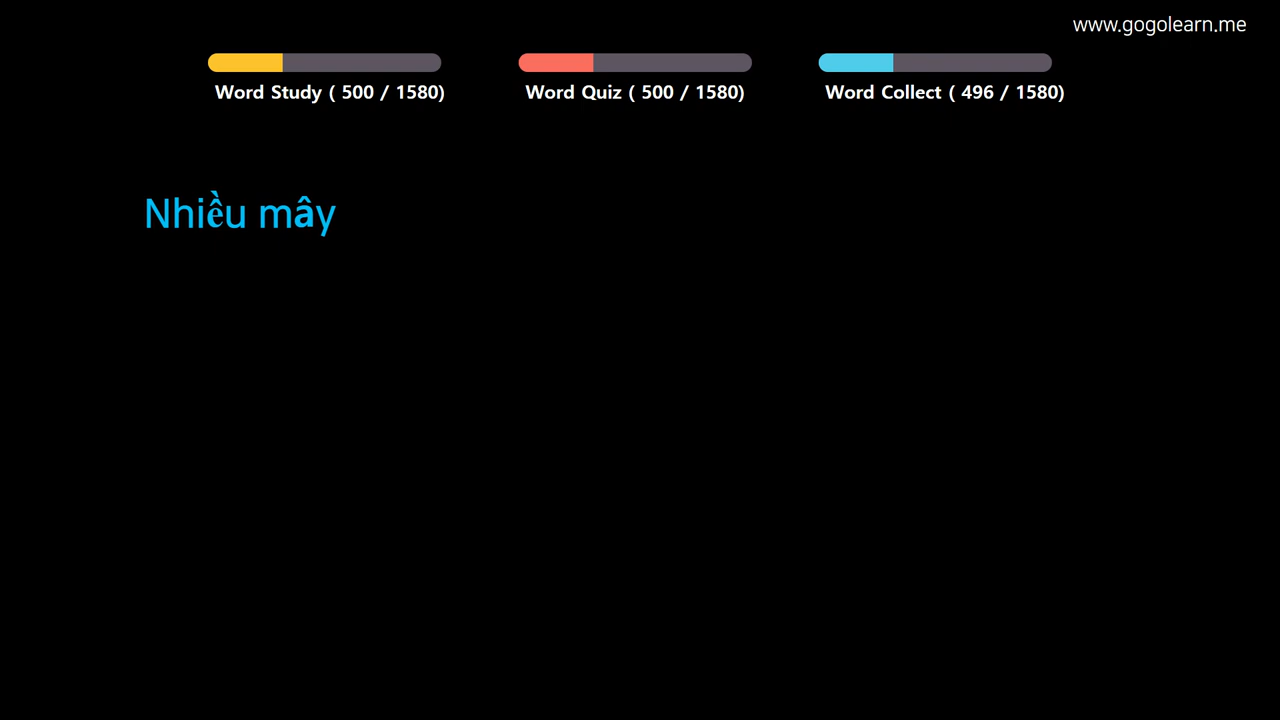 www.gogolearn.me
Word Study ( 500 / 1580)
Word Quiz ( 500 / 1580)
Word Collect ( 496 / 1580)
Nhiều mây